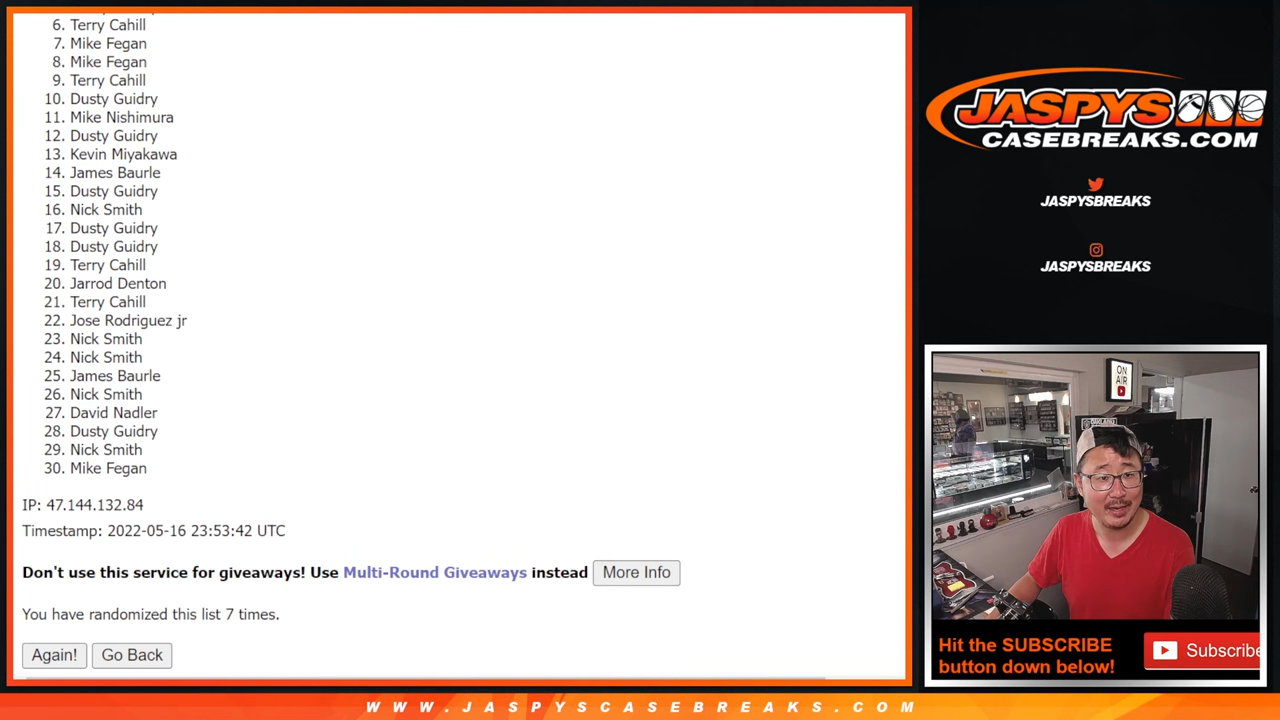 6. Terry Cahill
7. Mike Fegan
8. Mike Fegan
9. Terry Cahill
10. Dusty Guidry
11. Mike Nishimura
12. Dusty Guidry
13. Kevin Miyakawa
14. James Baurle
15. Dusty Guidry
16. Nick Smith
17. Dusty Guidry
18. Dusty Guidry
19. Terry Cahill
20. Jarrod Denton
21. Terry Cahill
22. Jose Rodriguez jr
23. Nick Smith
24. Nick Smith
25. James Baurle
26. Nick Smith
27. David Nadler
28. Dusty Guidry
29. Nick Smith
30. Mike Fegan
IP: 47.144.132.84
Timestamp: 2022-05-16 23:53:42 UTC
Don't use this service for giveaways! Use Multi-Round Giveaways instead More Info
You have randomized this list 7 times.
Again! Go Back
JASPYS
CASEBREAKS.COM
JASPYSBREAKS
JASPYSBREAKS
ON
AIR
Hit the SUBSCRIBE
button down below!
Subscribe
WWW.JASPYSCASEBREAKS.COM